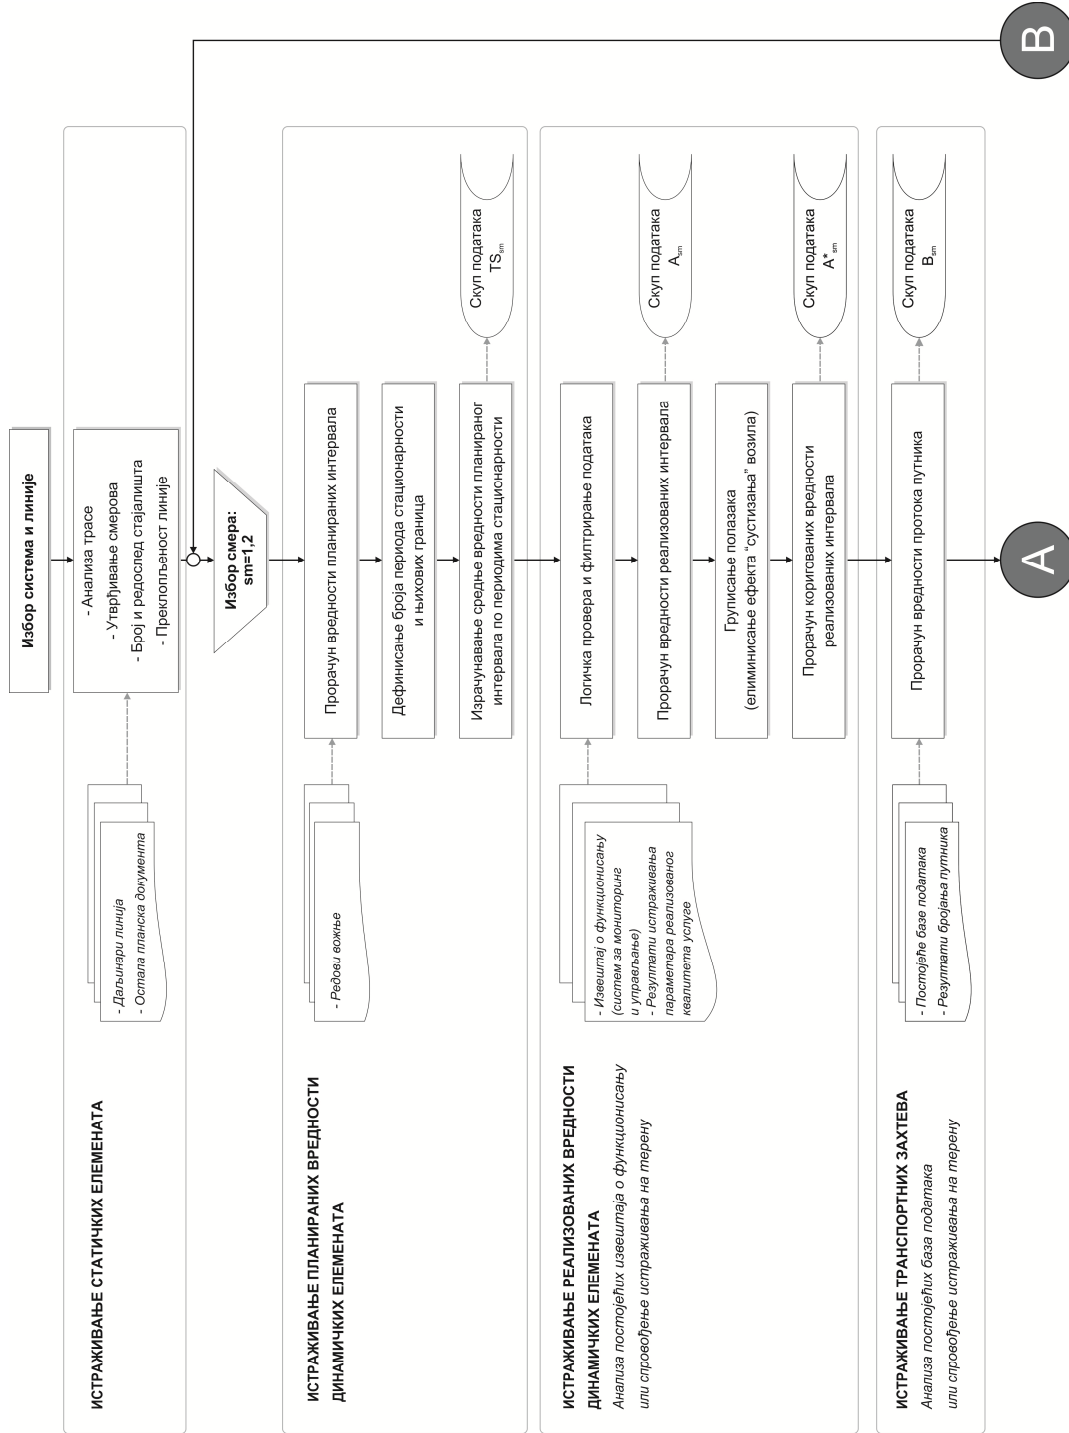 Избор система и линије
ИСТРАЖИВАЊЕ СТАТИЧКИХ ЕЛЕМЕНАТА
- Даљинари линија
- Остала планска документа
- Анализа трасе
- Утврђивање смерова
- Број и редослед стајалишта
- Преклопљеност линије
Избор смера:
sm=1,2
ИСТРАЖИВАЊЕ ПЛАНИРАНИХ ВРЕДНОСТИ
ДИНАМИЧКИХ ЕЛЕМЕНАТА
- Редови вожње
Прорачун вредности планираних интервала
Дефинисање броја периода стационарности
и њихових граница
Израчунавање средње вредности планираног
интервала по периодима стационарности
Скуп података
TSsm
ИСТРАЖИВАЊЕ РЕАЛИЗОВАНИХ ВРЕДНОСТИ
ДИНАМИЧКИХ ЕЛЕМЕНАТА
Анализа постојећих извештаја о функционисању
или спровођење истраживања на терену
- Извештај о функционисању
(систем за мониторинг
и управљање)
- Резултати истраживања
параметара реализованог
квалитета услуге
Логичка провера и филтрирање података
Прорачун вредности реализованих интервала
Скуп података
Asm
Груписање полазака
(елиминисање ефекта "сустизања" возила)
Прорачун коригованих вредности
реализованих интервала
Скуп података
A*sm
ИСТРАЖИВАЊЕ ТРАНСПОРТНИХ ЗАХТЕВА
Анализа постојећих база података
или спровођење истраживања на терену
- Постојеће базе података
- Резултати бројања путника
Прорачун вредности протока путника
Скуп података
Bsm
A
B